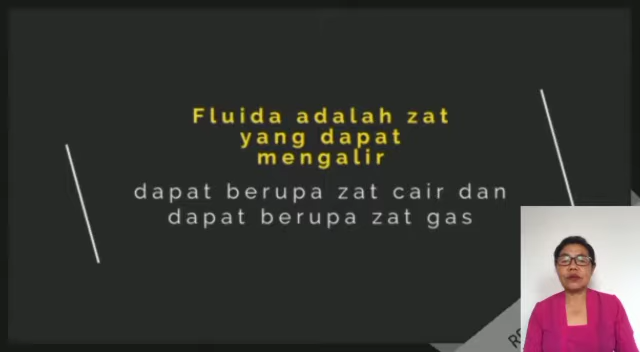 Fluida adalah zat
yang dapat
mengalir
dapat berupa zat cair dan
dapat berupa zat gas